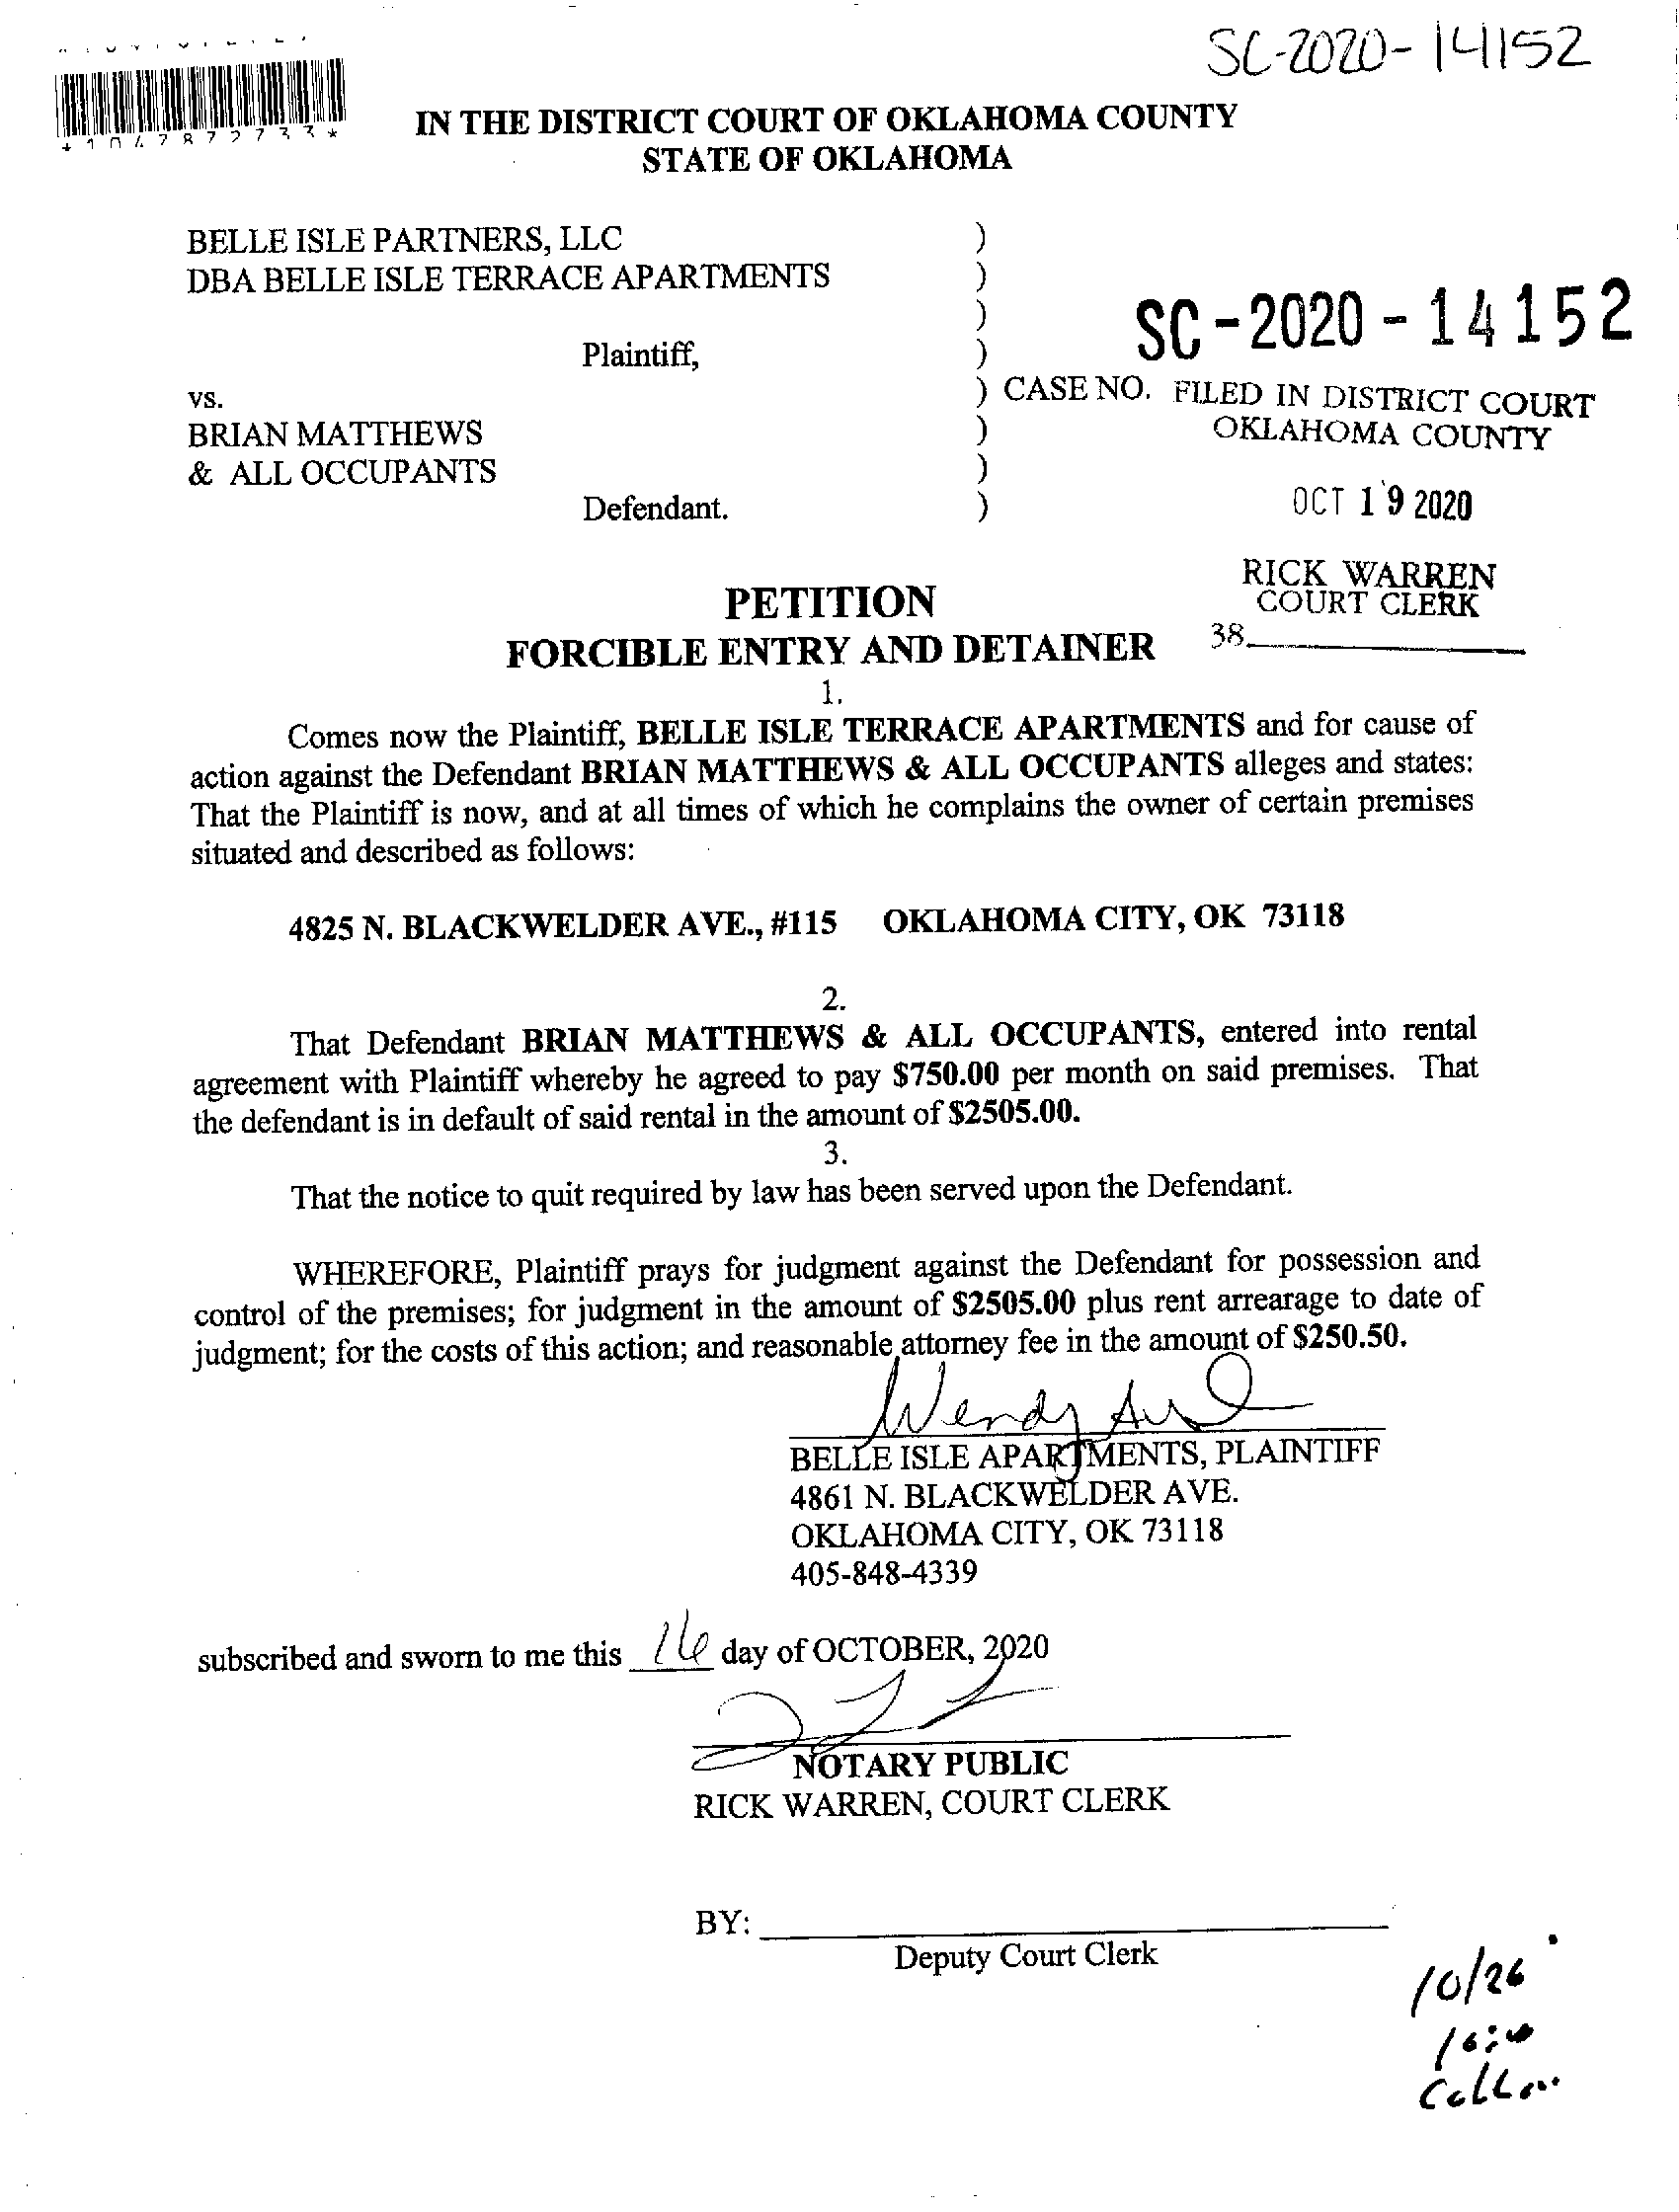 SC-2020-14152
*1047872733*
IN THE DISTRICT COURT OF OKLAHOMA COUNTY
STATE OF OKLAHOMA
BELLE ISLE PARTNERS, LLC )
DBA BELLE ISLE TERRACE APARTMENTS )
)
SC-2020-14152
Plaintiff, )
vs. ) CASE NO. FILED IN DISTRICT COURT
BRIAN MATTHEWS ) OKLAHOMA COUNTY
& ALL OCCUPANTS )
Defendant. ) OCT 19 2020
RICK WARREN
COURT CLERK
38
PETITION
FORCIBLE ENTRY AND DETAINER
1.
Comes now the Plaintiff, BELLE ISLE TERRACE APARTMENTS and for cause of
action against the Defendant BRIAN MATTHEWS & ALL OCCUPANTS alleges and states:
That the Plaintiff is now, and at all times of which he complains the owner of certain premises
situated and described as follows:
4825 N. BLACKWELDER AVE., #115 OKLAHOMA CITY, OK 73118
2.
That Defendant BRIAN MATTHEWS & ALL OCCUPANTS, entered into rental
agreement with Plaintiff whereby he agreed to pay $750.00 per month on said premises. That
the defendant is in default of said rental in the amount of $2505.00.
3.
That the notice to quit required by law has been served upon the Defendant.
WHEREFORE, Plaintiff prays for judgment against the Defendant for possession and
control of the premises; for judgment in the amount of $2505.00 plus rent arrearage to date of
judgment; for the costs of this action; and reasonable attorney fee in the amount of $250.50.
Wendy
BELLE ISLE APARTMENTS, PLAINTIFF
4861 N. BLACKWELDER AVE.
OKLAHOMA CITY, OK 73118
405-848-4339
subscribed and sworn to me this 16 day of OCTOBER, 2020
NOTARY PUBLIC
RICK WARREN, COURT CLERK
BY:
Deputy Court Clerk
10/26